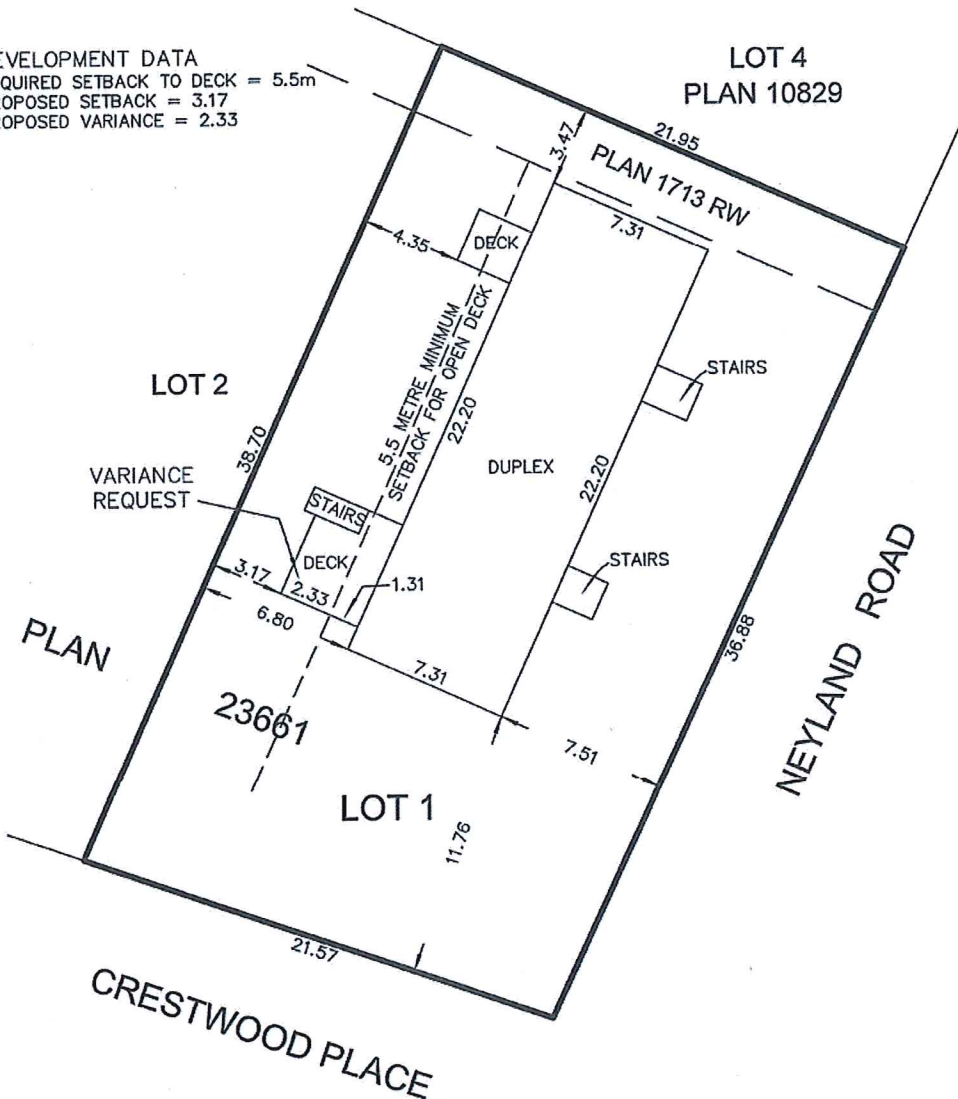 EVELOPMENT DATA
QUIRED SETBACK TO DECK = 5.5m
OPOSED SETBACK = 3.17
OPOSED VARIANCE = 2.33
LOT 4
PLAN 10829
21.95
3.47
PLAN 1713 RW
7.31
4.35
DECK
5.5 METRE MINIMUM
SETBACK FOR OPEN DECK
LOT 2
STAIRS
22.20
38.70
DUPLEX
22.20
VARIANCE
REQUEST
STAIRS
DECK
STAIRS
3.17
2.33
1.31
6.80
PLAN
7.31
36.88
NEYLAND ROAD
23661
7.51
LOT 1
11.76
21.57
CRESTWOOD PLACE